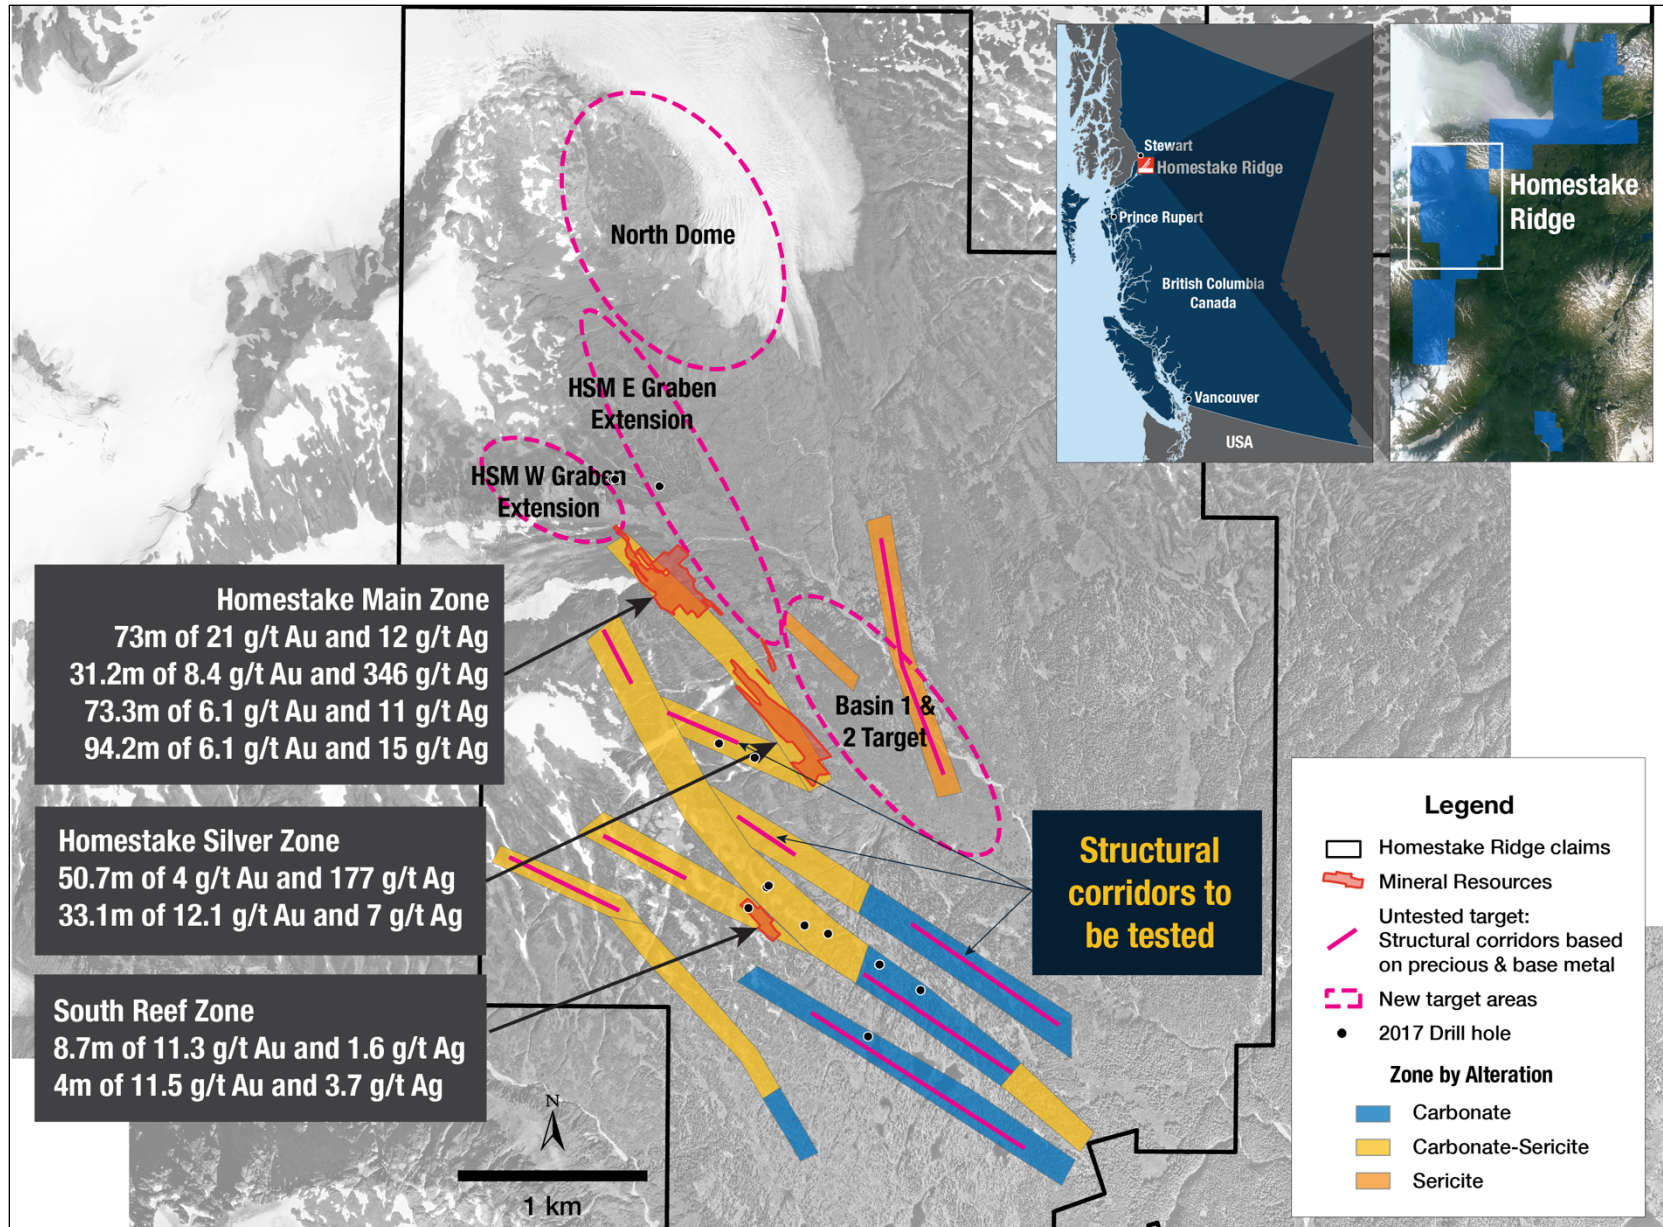 North Dome
HSM E Graben
Extension
HSM W Graben
Extension
Basin 1 &
2 Target
Homestake Main Zone
73m of 21 g/t Au and 12 g/t Ag
31.2m of 8.4 g/t Au and 346 g/t Ag
73.3m of 6.1 g/t Au and 11 g/t Ag
94.2m of 6.1 g/t Au and 15 g/t Ag
Homestake Silver Zone
50.7m of 4 g/t Au and 177 g/t Ag
33.1m of 12.1 g/t Au and 7 g/t Ag
South Reef Zone
8.7m of 11.3 g/t Au and 1.6 g/t Ag
4m of 11.5 g/t Au and 3.7 g/t Ag
Structural
corridors to
be tested
N
1 km
Stewart
Homestake Ridge
Prince Rupert
British Columbia
Canada
Vancouver
USA
Homestake
Ridge
Legend
Homestake Ridge claims
Mineral Resources
Untested target:
Structural corridors based
on precious & base metal
New target areas
2017 Drill hole
Zone by Alteration
Carbonate
Carbonate-Sericite
Sericite